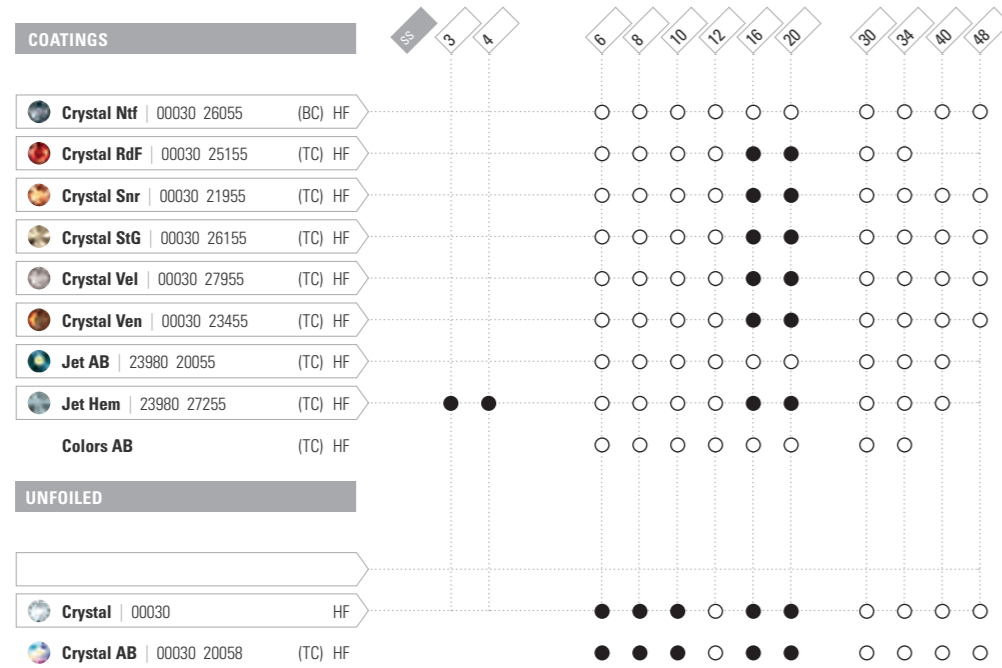 COATINGS
SS 3 4 6 8 10 12 16 20 30 34 40 48
Crystal Ntf | 00030 26055 (BC) HF
Crystal RdF | 00030 25155 (TC) HF
Crystal Snr | 00030 21955 (TC) HF
Crystal StG | 00030 26155 (TC) HF
Crystal Vel | 00030 27955 (TC) HF
Crystal Ven | 00030 23455 (TC) HF
Jet AB | 23980 20055 (TC) HF
Jet Hem | 23980 27255 (TC) HF
Colors AB (TC) HF
UNFOILED
Crystal | 00030 HF
Crystal AB | 00030 20058 (TC) HF